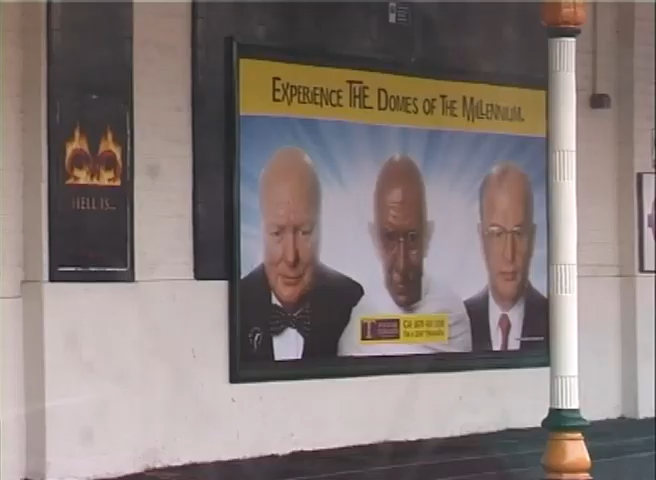 EXPERIENCE THE DOMES OF THE MILLENNIUM.
HELL IS...